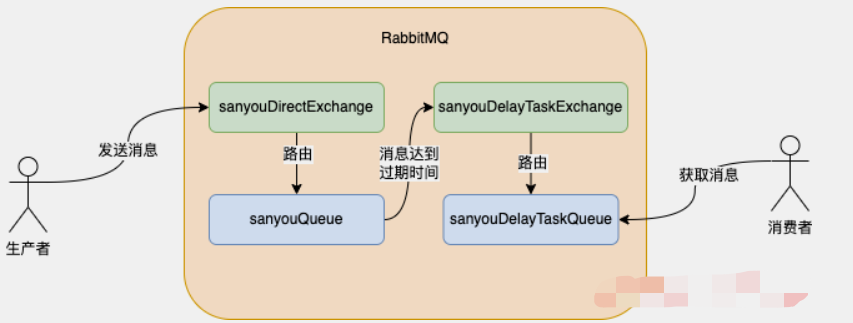 RabbitMQ
sanyouDirectExchange
sanyouDelayTaskExchange
发送消息
路由
消息达到
过期时间
路由
获取消息
sanyouQueue
sanyouDelayTaskQueue
生产者
消费者